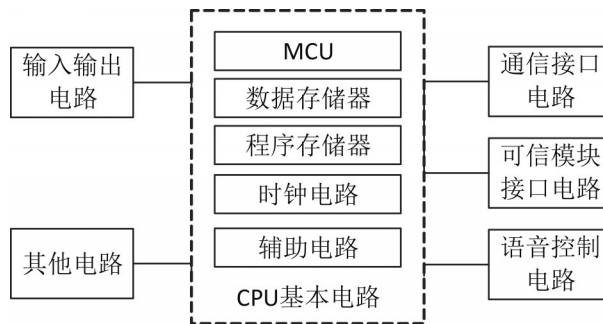 输入输出
电路
其他电路
MCU
数据存储器
程序存储器
时钟电路
辅助电路
CPU基本电路
通信接口
电路
可信模块
接口电路
语音控制
电路